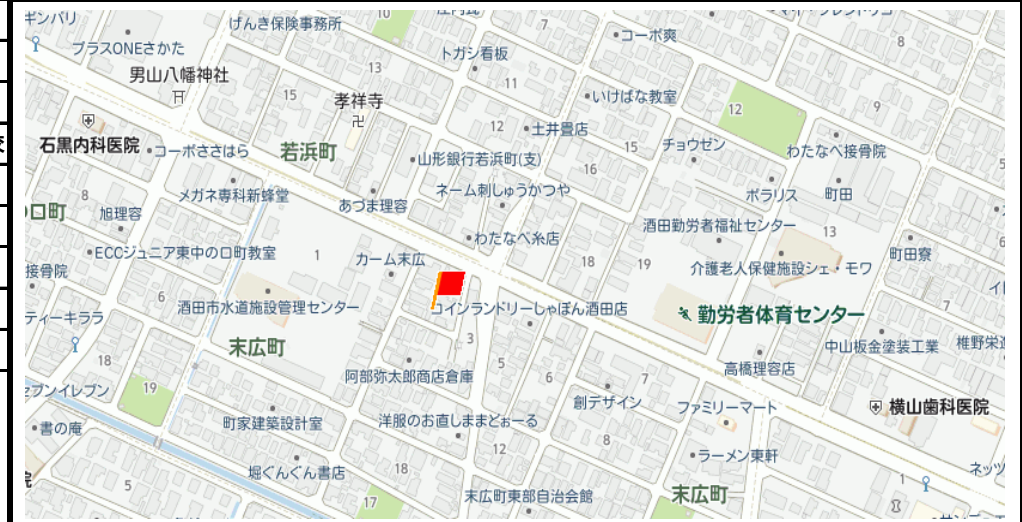 ギンパリ
げんき保険事務所
10
コーポ爽
プラスONEさかた
トガシ看板
8
男山八幡神社
13
11
15
孝祥寺
いけばな教室
12
9
石黒内科医院
コーポささはら
若浜町
12
土井畳店
チョウゼン
わたなべ接骨院
山形銀行若浜町(支)
16
15
メガネ専科新蜂堂
ネーム刺しゅうかつや
ポラリス
町田
8
あづま理容
旭理容
酒田勤労者福祉センター
わたなべ糸店
13
町田寮
ECCジュニア東中の口町教室
1
カーム末広
18
19
介護老人保健施設シェ・モワ
接骨院
6
酒田市水道施設管理センター
コインランドリーしゃぼん酒田店
勤労者体育センター
7
ティーキララ
末広町
3
中山板金塗装工業
18
5
高橋理容店
阿部弥太郎商店倉庫
6
7
セブンイレブン
19
創デザイン
ファミリーマート
横山歯科医院
書の庵
町家建築設計室
洋服のお直しままどぉーる
12
8
ラーメン東軒
堀ぐんぐん書店
18
ネッツ
5
17
末広町東部自治会館
末広町
1